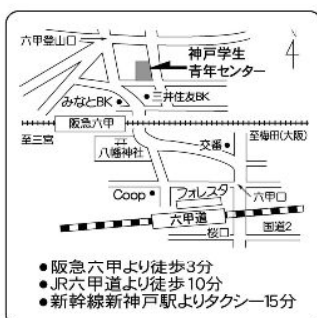 六甲登山口
神戸学生
青年センター
みなとBK
三井住友BK
阪急六甲
至三宮
八幡神社
交番
至梅田(大阪)
Coop
フォレスタ
六甲口
六甲道
桜口
国道2
●阪急六甲より徒歩3分
●JR六甲道より徒歩10分
●新幹線新神戸駅よりタクシー15分